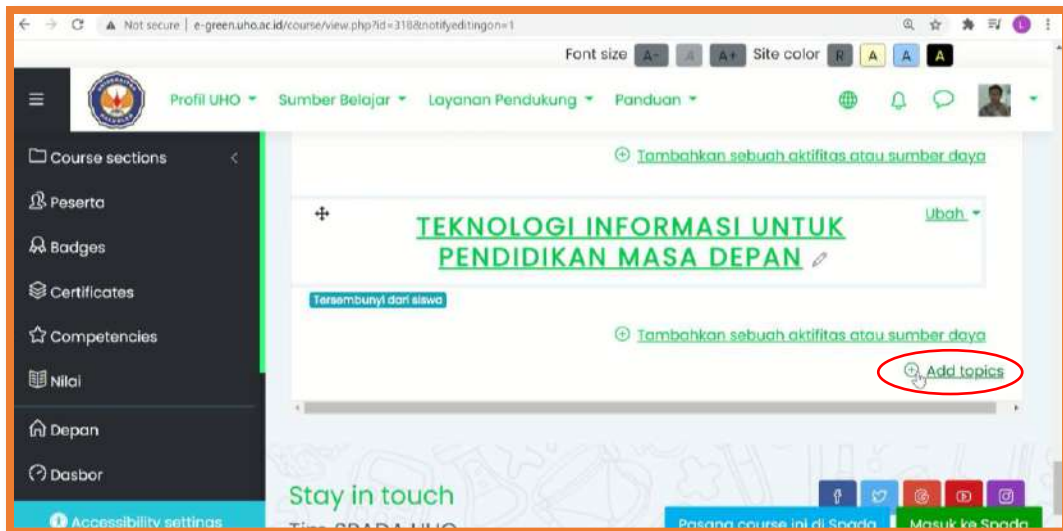 Not secure | e-green.uho.ac.id/course/view.php?id=318&notifyeditingon=1
Font size A- A A+ Site color R A A A
Profil UHO Sumber Belajar Layanan Pendukung Panduan
Course sections
Peserta
Badges
Certificates
Competencies
Nilai
Depan
Dasbor
Accessibility settings
Tambahkan sebuah aktifitas atau sumber daya
Ubah
TEKNOLOGI INFORMASI UNTUK
PENDIDIKAN MASA DEPAN
Tersembunyi dari siswa
Tambahkan sebuah aktifitas atau sumber daya
Add topics
Stay in touch
Tim SPADA UHO
Pasang course ini di Spada
Masuk ke Spada